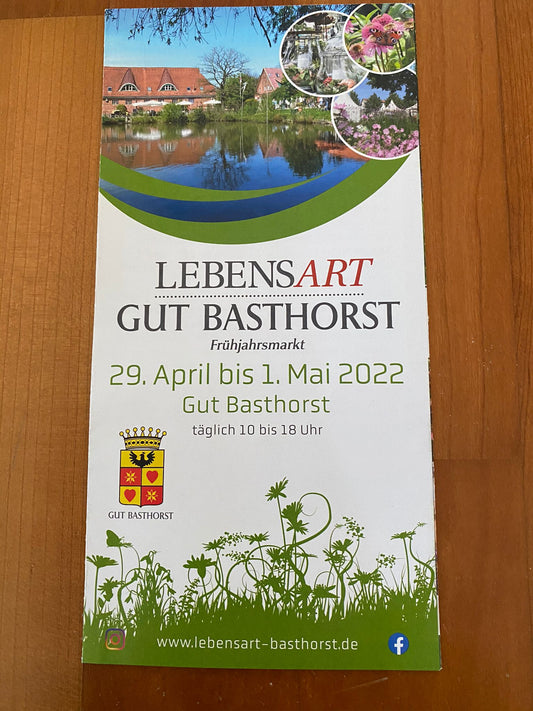 LEBENSART
GUT BASTHORST
Frühjahrsmarkt
29. April bis 1. Mai 2022
Gut Basthorst
täglich 10 bis 18 Uhr
GUT BASTHORST
www.lebensart-basthorst.de
f